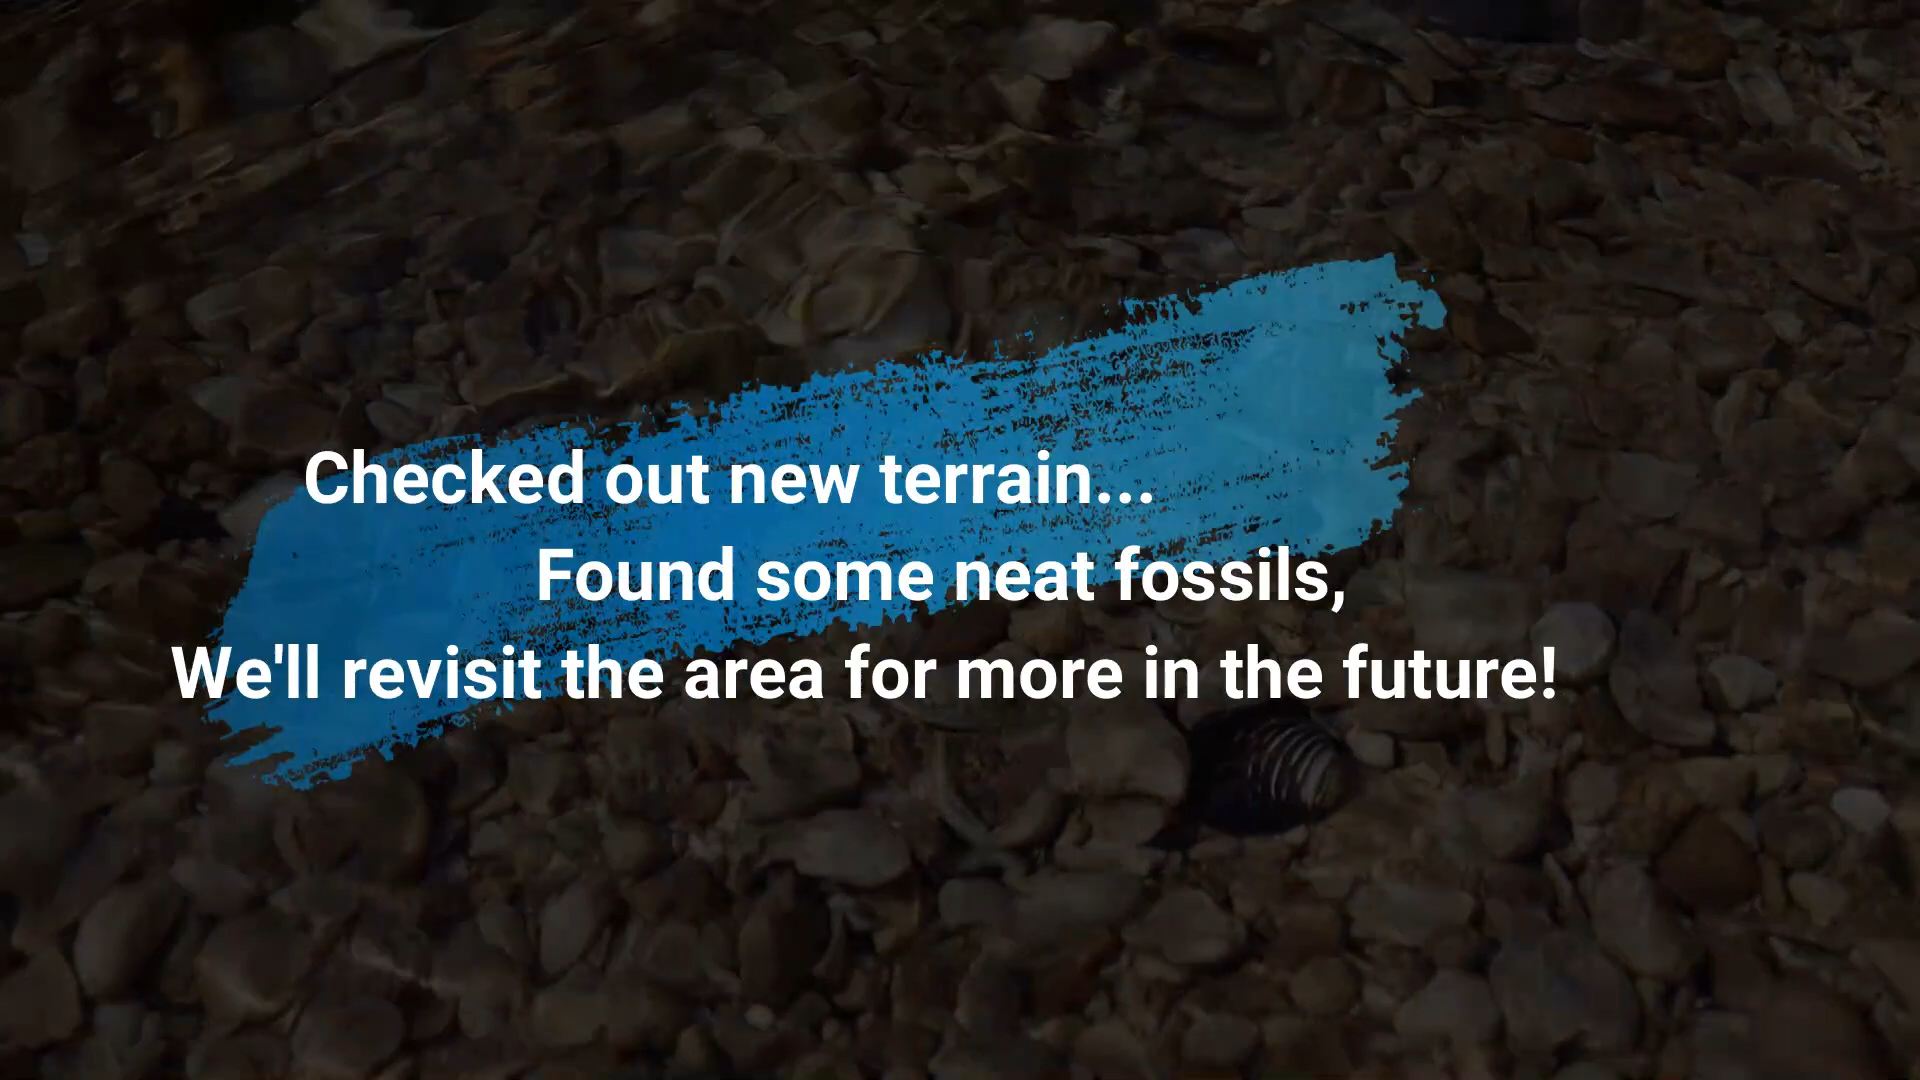 Checked out new terrain...
Found some neat fossils,
We'll revisit the area for more in the future!